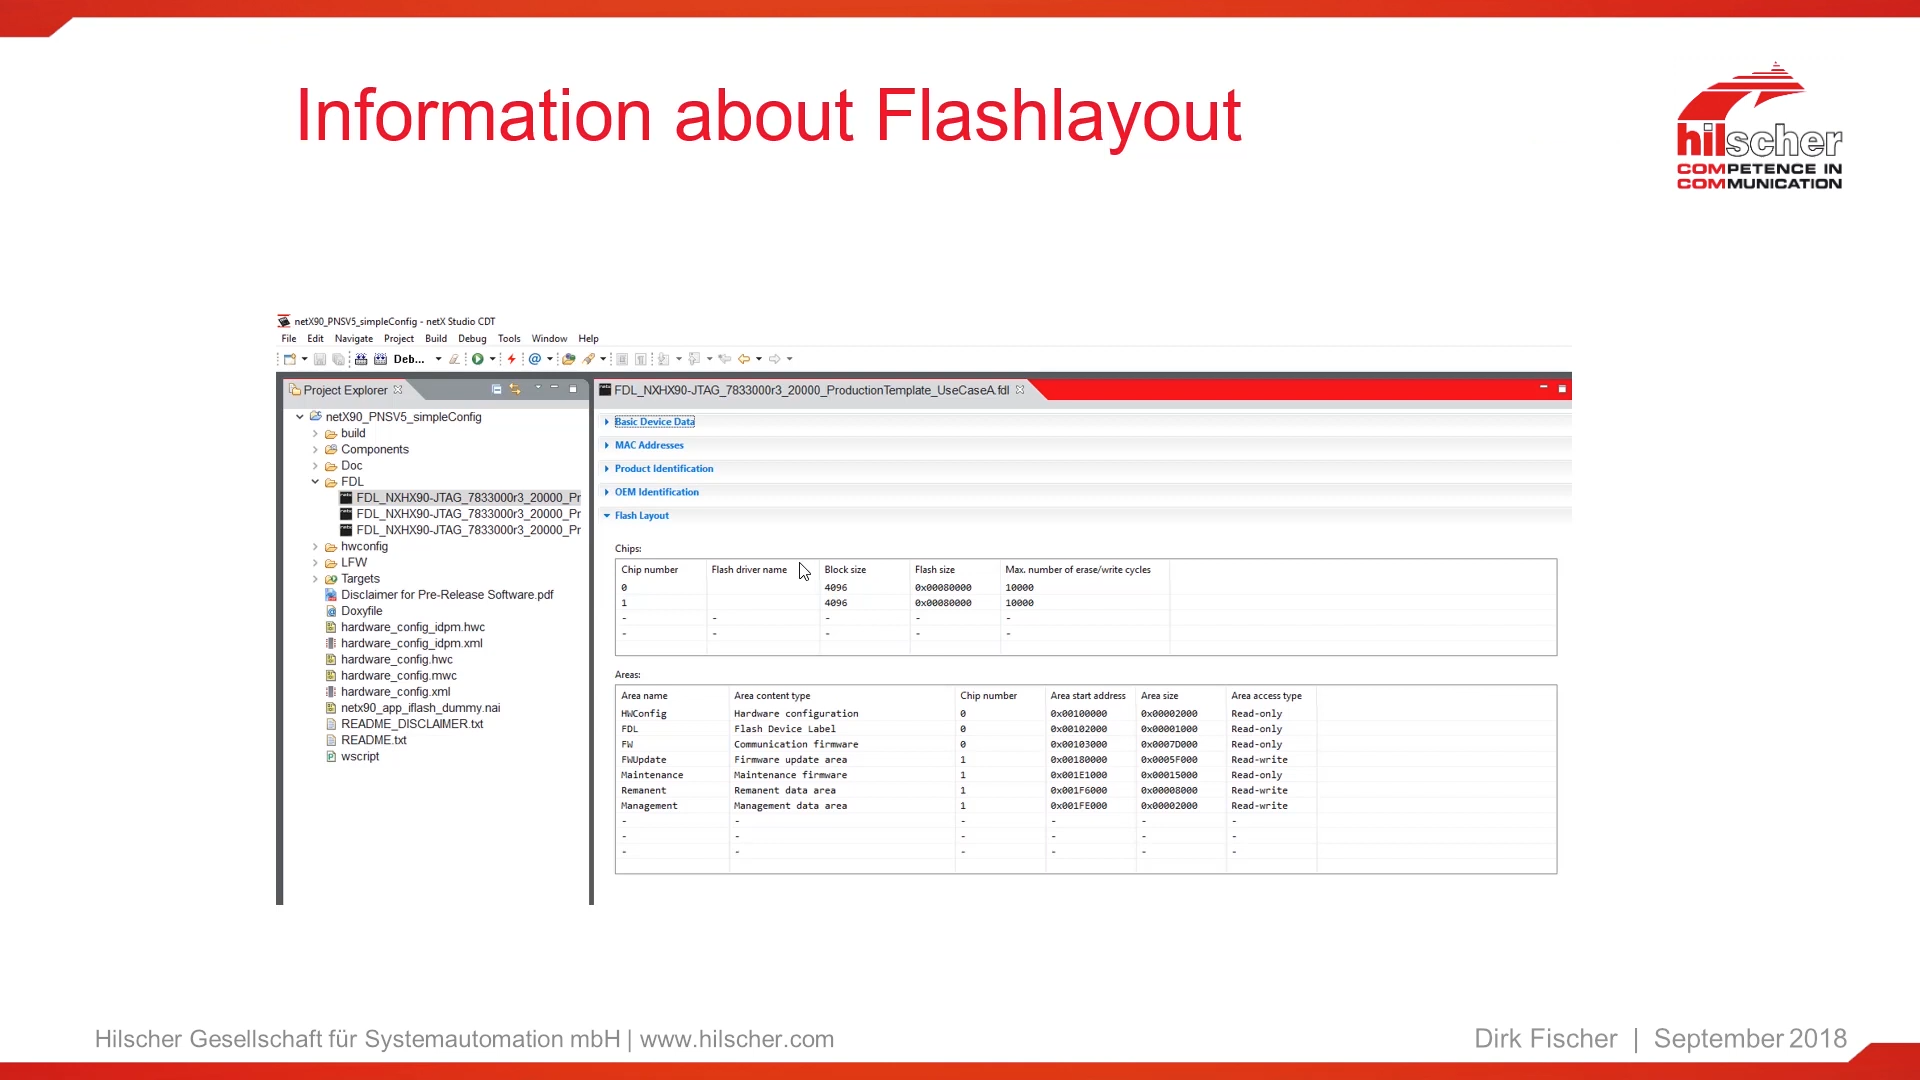 Information about Flashlayout
hilscher
COMPETENCE IN
COMMUNICATION
netX90_PNSV5_simpleConfig - netX Studio CDT
File Edit Navigate Project Build Debug Tools Window Help
Deb...
Project Explorer
netX90_PNSV5_simpleConfig
build
Components
Doc
FDL
FDL_NXHX90-JTAG_7833000r3_20000_Pr
FDL_NXHX90-JTAG_7833000r3_20000_Pr
FDL_NXHX90-JTAG_7833000r3_20000_Pr
hwconfig
LFW
Targets
Disclaimer for Pre-Release Software.pdf
Doxyfile
hardware_config_idpm.hwc
hardware_config_idpm.xml
hardware_config.hwc
hardware_config.mwc
hardware_config.xml
netx90_app_iflash_dummy.nai
README_DISCLAIMER.txt
README.txt
wscript
FDL_NXHX90-JTAG_7833000r3_20000_ProductionTemplate_UseCaseA.fdl
Basic Device Data
MAC Addresses
Product Identification
OEM Identification
Flash Layout
Chips:
Chip number Flash driver name Block size Flash size Max. number of erase/write cycles
0 4096 0x00080000 10000
1 4096 0x00080000 10000
- - - - -
- - - - -
Areas:
Area name Area content type Chip number Area start address Area size Area access type
HWConfig Hardware configuration 0 0x00100000 0x00002000 Read-only
FDL Flash Device Label 0 0x00102000 0x00001000 Read-only
FW Communication firmware 0 0x00103000 0x0007D000 Read-only
FWUpdate Firmware update area 1 0x00180000 0x0005F000 Read-write
Maintenance Maintenance firmware 1 0x001E1000 0x00015000 Read-only
Remanent Remanent data area 1 0x001F6000 0x00008000 Read-write
Management Management data area 1 0x001FE000 0x00002000 Read-write
- - - - - -
- - - - - -
- - - - - -
Hilscher Gesellschaft für Systemautomation mbH | www.hilscher.com
Dirk Fischer | September 2018